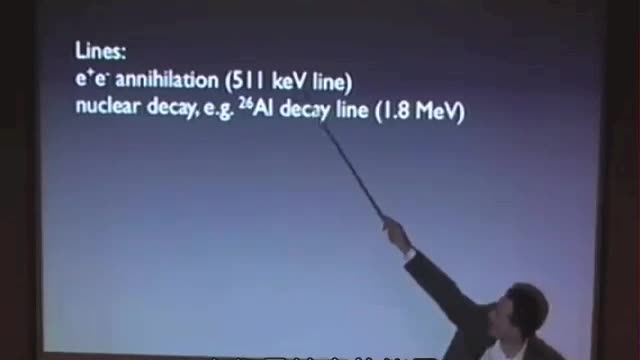 Lines:
e⁺e⁻ annihilation (511 keV line)
nuclear decay, e.g. ²⁶Al decay line (1.8 MeV)